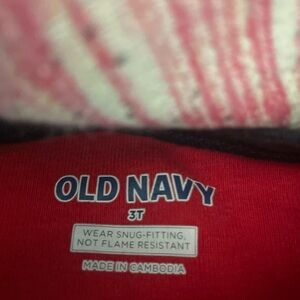 OLD NAVY
3T
WEAR SNUG-FITTING,
NOT FLAME RESISTANT
MADE IN CAMBODIA